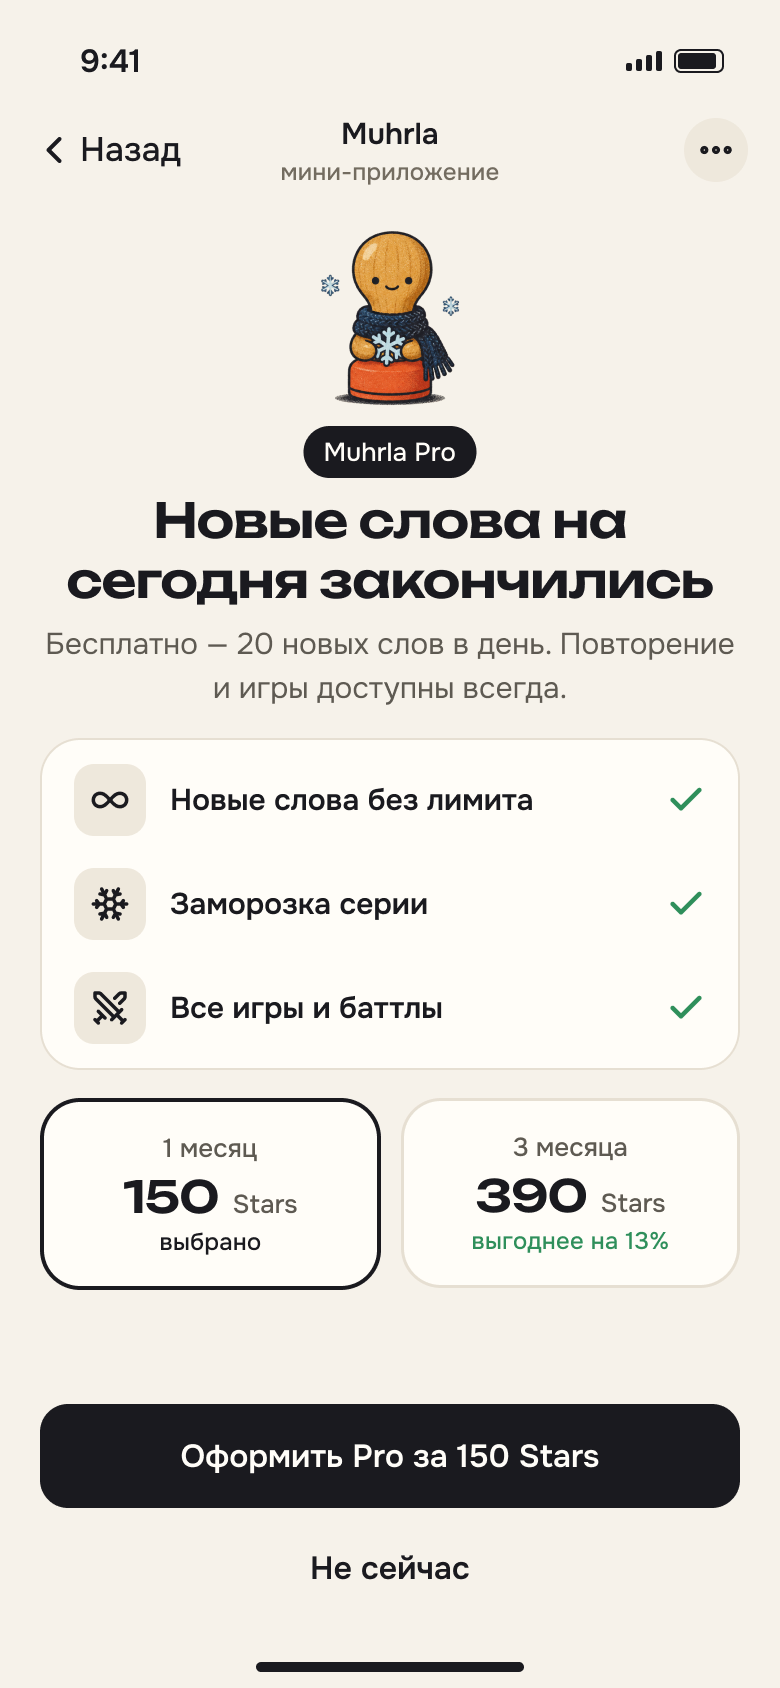 9:41
Назад
Muhrla
мини-приложение
Muhrla Pro
Новые слова на
сегодня закончились
Бесплатно — 20 новых слов в день. Повторение
и игры доступны всегда.
Новые слова без лимита
Заморозка серии
Все игры и баттлы
1 месяц
150 Stars
выбрано
3 месяца
390 Stars
выгоднее на 13%
Оформить Pro за 150 Stars
Не сейчас